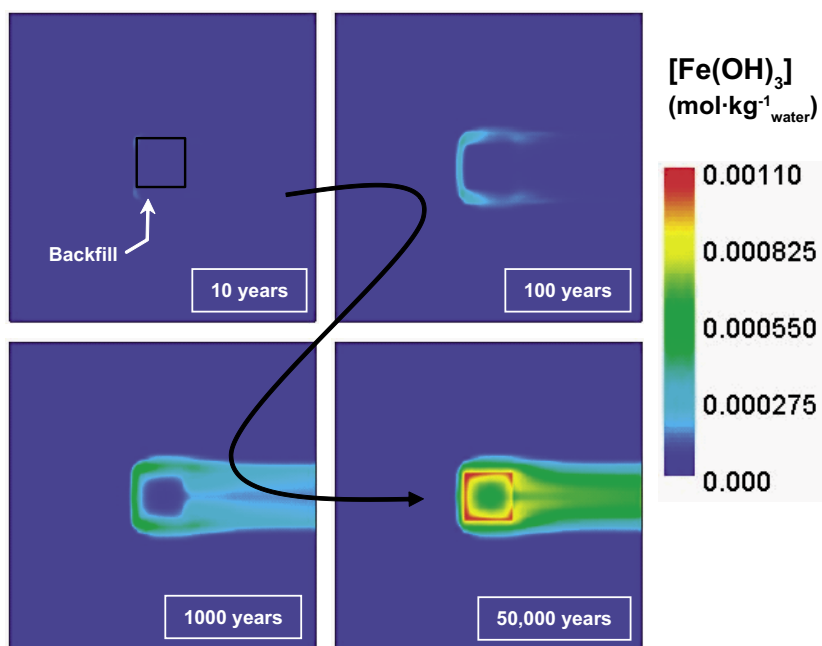 [Fe(OH)₃]
(mol·kg⁻¹water)
0.00110
0.000825
0.000550
0.000275
0.000
Backfill
10 years
100 years
1000 years
50,000 years